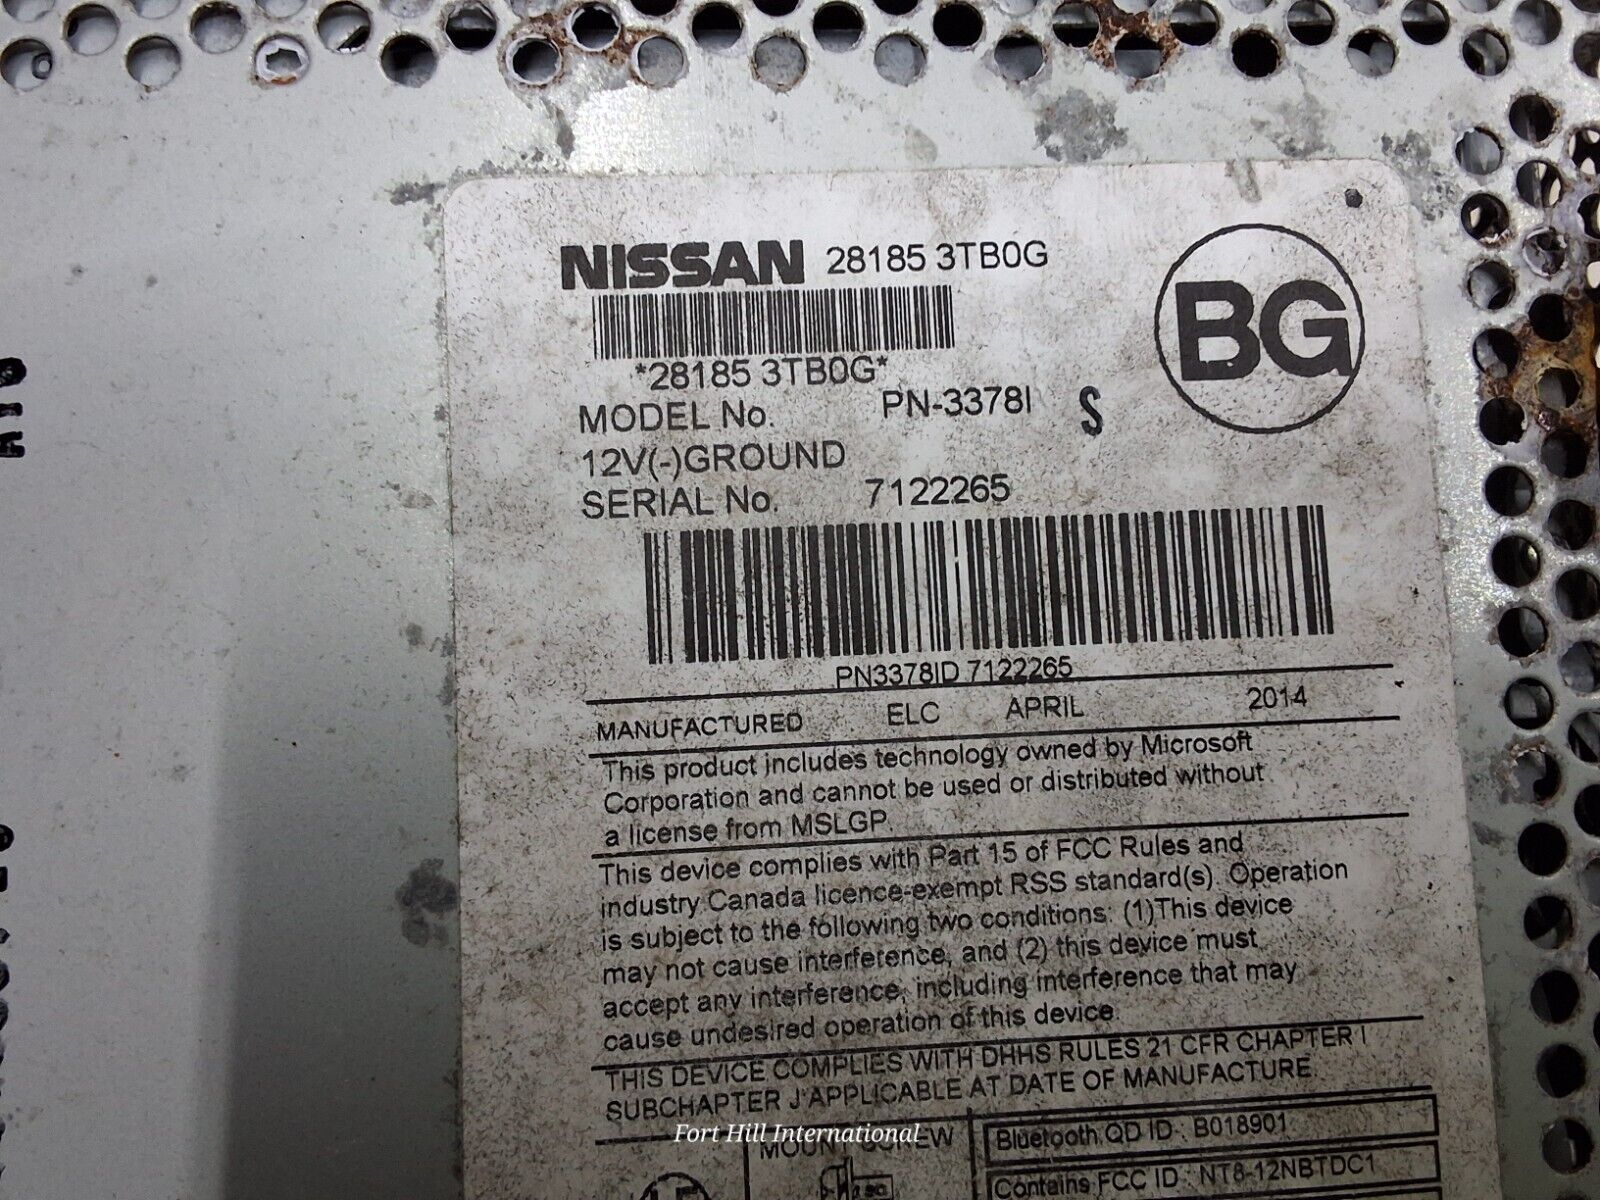 NISSAN 28185 3TB0G
BG
*28185 3TB0G*
MODEL No. PN-3378I S
12V(-)GROUND
SERIAL No. 7122265
PN3378ID 7122265
MANUFACTURED ELC APRIL 2014
This product includes technology owned by Microsoft
Corporation and cannot be used or distributed without
a license from MSLGP.
This device complies with Part 15 of FCC Rules and
industry Canada licence-exempt RSS standard(s). Operation
is subject to the following two conditions: (1)This device
may not cause interference, and (2) this device must
accept any interference, including interference that may
cause undesired operation of this device.
THIS DEVICE COMPLIES WITH DHHS RULES 21 CFR CHAPTER I
SUBCHAPTER J APPLICABLE AT DATE OF MANUFACTURE.
MOUNT SCREW
Bluetooth QD ID : B018901
Contains FCC ID : NT8-12NBTDC1
Fort Hill International